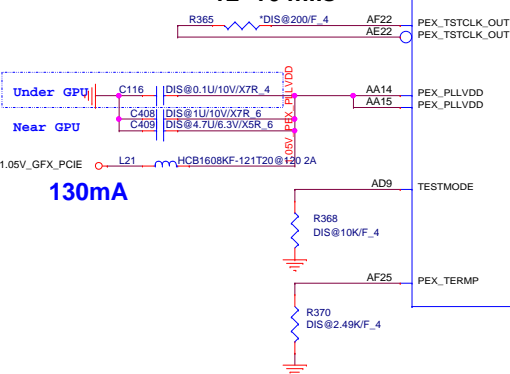 R365
*DIS@200/F_4
AF22
PEX_TSTCLK_OUT
AE22
PEX_TSTCLK_OUT
Under GPU
C116
DIS@0.1U/10V/X7R_4
AA14
PEX_PLLVDD
AA15
PEX_PLLVDD
C408
DIS@1U/10V/X7R_6
Near GPU
C409
DIS@4.7U/6.3V/X5R_6
1.05V_GFX_PCIE
L21
HCB1608KF-121T20@120 2A
130mA
AD9
TESTMODE
R368
DIS@10K/F_4
AF25
PEX_TERMP
R370
DIS@2.49K/F_4